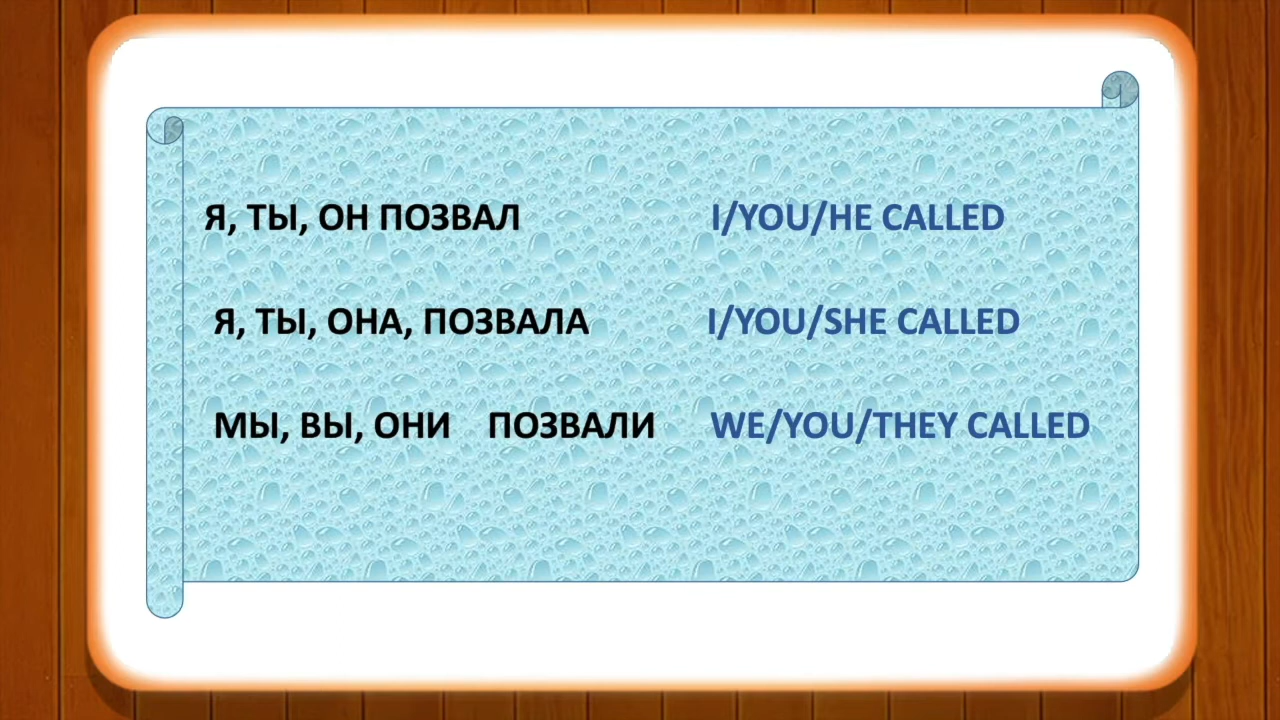 Я, ТЫ, ОН ПОЗВАЛ I/YOU/HE CALLED
Я, ТЫ, ОНА, ПОЗВАЛА I/YOU/SHE CALLED
МЫ, ВЫ, ОНИ ПОЗВАЛИ WE/YOU/THEY CALLED